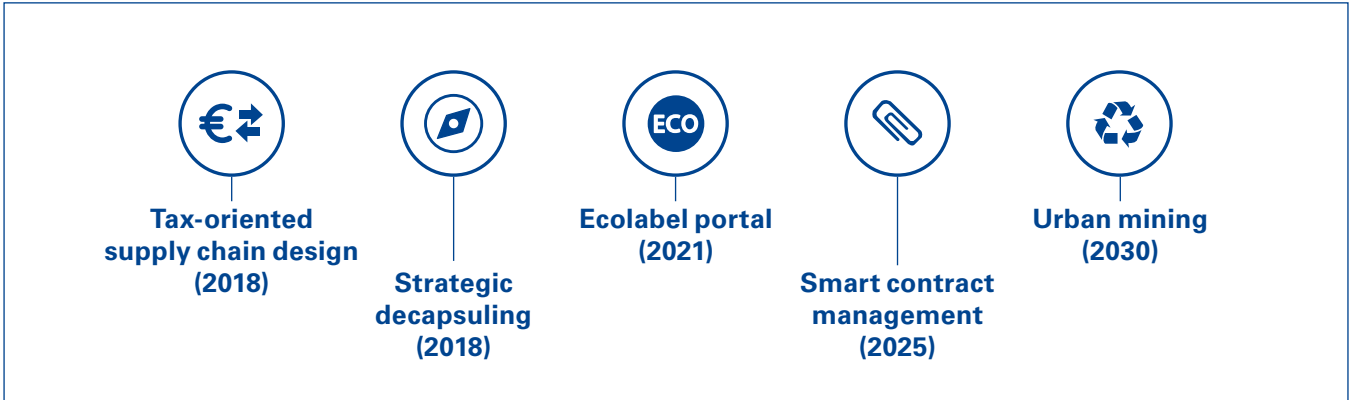 ECO
Tax-oriented
supply chain design
(2018)
Strategic
decapsuling
(2018)
Ecolabel portal
(2021)
Smart contract
management
(2025)
Urban mining
(2030)